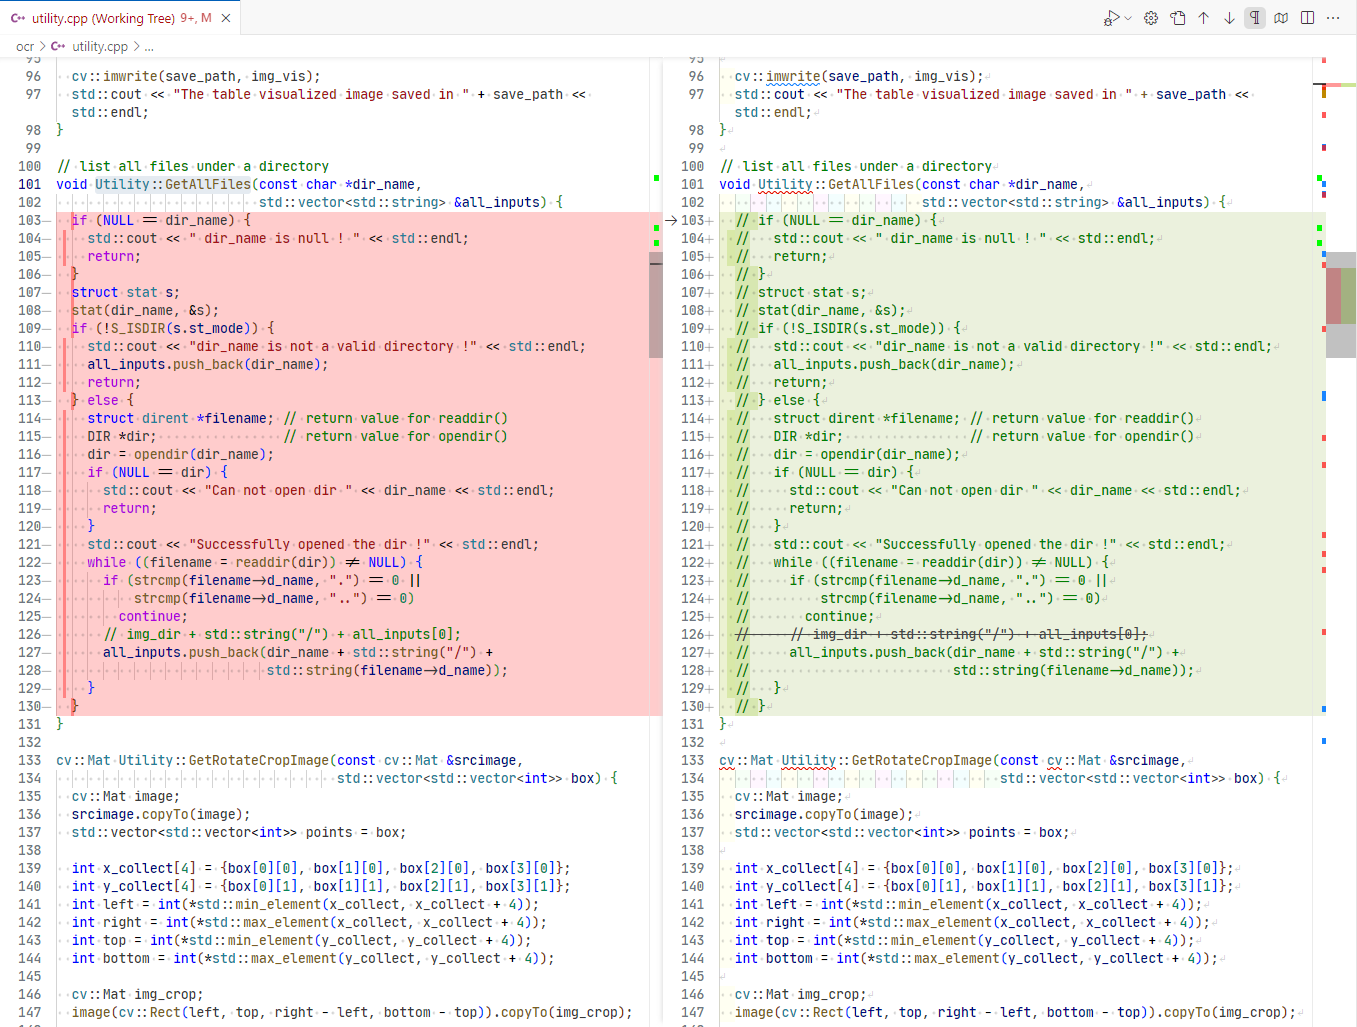 utility.cpp (Working Tree) 9+, M
ocr > utility.cpp > ...
95
96 cv::imwrite(save_path, img_vis);
97 std::cout << "The table visualized image saved in " + save_path <<
std::endl;
98 }
99
100 // list all files under a directory
101 void Utility::GetAllFiles(const char *dir_name,
102 std::vector<std::string> &all_inputs) {
103— if (NULL == dir_name) {
104— std::cout << " dir_name is null ! " << std::endl;
105— return;
106— }
107— struct stat s;
108— stat(dir_name, &s);
109— if (!S_ISDIR(s.st_mode)) {
110— std::cout << "dir_name is not a valid directory !" << std::endl;
111— all_inputs.push_back(dir_name);
112— return;
113— } else {
114— struct dirent *filename; // return value for readdir()
115— DIR *dir; // return value for opendir()
116— dir = opendir(dir_name);
117— if (NULL == dir) {
118— std::cout << "Can not open dir " << dir_name << std::endl;
119— return;
120— }
121— std::cout << "Successfully opened the dir !" << std::endl;
122— while ((filename = readdir(dir)) != NULL) {
123— if (strcmp(filename->d_name, ".") == 0 ||
124— strcmp(filename->d_name, "..") == 0)
125— continue;
126— // img_dir + std::string("/") + all_inputs[0];
127— all_inputs.push_back(dir_name + std::string("/") +
128— std::string(filename->d_name));
129— }
130— }
131 }
132
133 cv::Mat Utility::GetRotateCropImage(const cv::Mat &srcimage,
134 std::vector<std::vector<int>> box) {
135 cv::Mat image;
136 srcimage.copyTo(image);
137 std::vector<std::vector<int>> points = box;
138
139 int x_collect[4] = {box[0][0], box[1][0], box[2][0], box[3][0]};
140 int y_collect[4] = {box[0][1], box[1][1], box[2][1], box[3][1]};
141 int left = int(*std::min_element(x_collect, x_collect + 4));
142 int right = int(*std::max_element(x_collect, x_collect + 4));
143 int top = int(*std::min_element(y_collect, y_collect + 4));
144 int bottom = int(*std::max_element(y_collect, y_collect + 4));
145
146 cv::Mat img_crop;
147 image(cv::Rect(left, top, right - left, bottom - top)).copyTo(img_crop);
95
96 cv::imwrite(save_path, img_vis);
97 std::cout << "The table visualized image saved in " + save_path <<
std::endl;
98 }
99
100 // list all files under a directory
101 void Utility::GetAllFiles(const char *dir_name,
102 std::vector<std::string> &all_inputs) {
103+ // if (NULL == dir_name) {
104+ // std::cout << " dir_name is null ! " << std::endl;
105+ // return;
106+ // }
107+ // struct stat s;
108+ // stat(dir_name, &s);
109+ // if (!S_ISDIR(s.st_mode)) {
110+ // std::cout << "dir_name is not a valid directory !" << std::endl;
111+ // all_inputs.push_back(dir_name);
112+ // return;
113+ // } else {
114+ // struct dirent *filename; // return value for readdir()
115+ // DIR *dir; // return value for opendir()
116+ // dir = opendir(dir_name);
117+ // if (NULL == dir) {
118+ // std::cout << "Can not open dir " << dir_name << std::endl;
119+ // return;
120+ // }
121+ // std::cout << "Successfully opened the dir !" << std::endl;
122+ // while ((filename = readdir(dir)) != NULL) {
123+ // if (strcmp(filename->d_name, ".") == 0 ||
124+ // strcmp(filename->d_name, "..") == 0)
125+ // continue;
126+ // // img_dir + std::string("/") + all_inputs[0];
127+ // all_inputs.push_back(dir_name + std::string("/") +
128+ // std::string(filename->d_name));
129+ // }
130+ // }
131 }
132
133 cv::Mat Utility::GetRotateCropImage(const cv::Mat &srcimage,
134 std::vector<std::vector<int>> box) {
135 cv::Mat image;
136 srcimage.copyTo(image);
137 std::vector<std::vector<int>> points = box;
138
139 int x_collect[4] = {box[0][0], box[1][0], box[2][0], box[3][0]};
140 int y_collect[4] = {box[0][1], box[1][1], box[2][1], box[3][1]};
141 int left = int(*std::min_element(x_collect, x_collect + 4));
142 int right = int(*std::max_element(x_collect, x_collect + 4));
143 int top = int(*std::min_element(y_collect, y_collect + 4));
144 int bottom = int(*std::max_element(y_collect, y_collect + 4));
145
146 cv::Mat img_crop;
147 image(cv::Rect(left, top, right - left, bottom - top)).copyTo(img_crop);